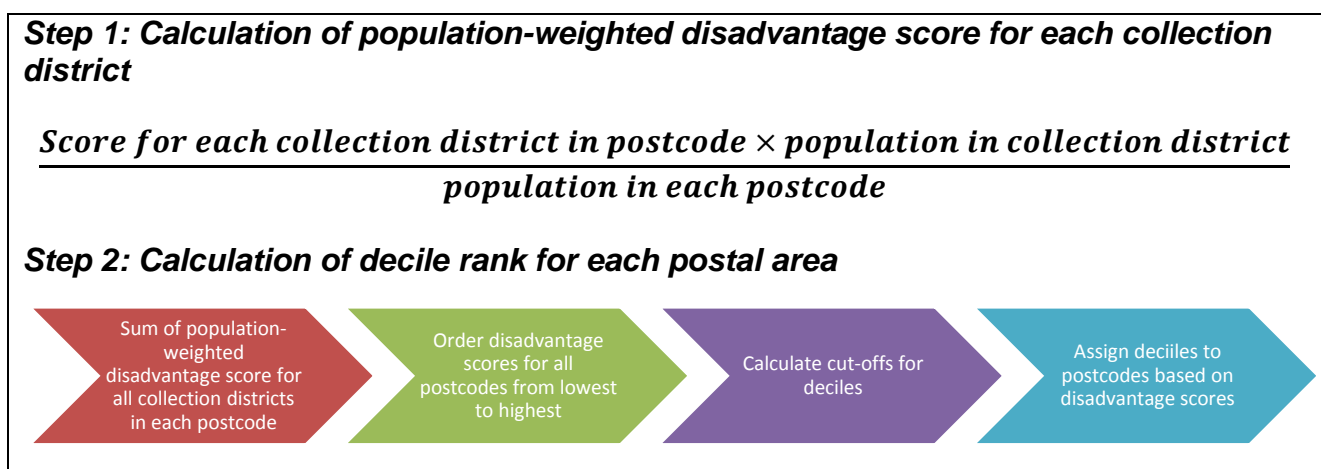 Step 1: Calculation of population-weighted disadvantage score for each collection
district
Score for each collection district in postcode × population in collection district
population in each postcode
Step 2: Calculation of decile rank for each postal area
Sum of population-
weighted
disadvantage score for
all collection districts
in each postcode
Order disadvantage
scores for all
postcodes from lowest
to highest
Calculate cut-offs for
deciles
Assign deciiles to
postcodes based on
disadvantage scores